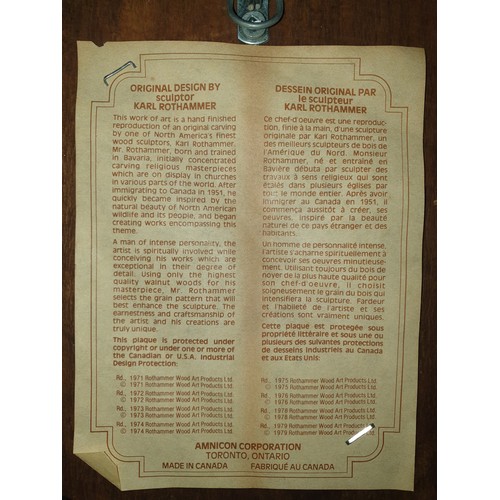 ORIGINAL DESIGN BY
sculptor
KARL ROTHAMMER
This work of art is a hand finished
reproduction of an original carving
by one of North America's finest
wood sculptors, Karl Rothammer.
Mr. Rothammer, born and trained
in Bavaria, initially concentrated
carving religious masterpieces
which are on display in churches
in various parts of the world. After
immigrating to Canada in 1951, he
quickly became inspired by the
natural beauty of North American
wildlife and its people, and began
creating works encompassing this
theme.
A man of intense personality, the
artist is spiritually involved while
conceiving his works which are
exceptional in their degree of
detail. Using only the highest
quality walnut woods for his
masterpiece, Mr. Rothammer
selects the grain pattern that will
best enhance the sculpture. The
earnestness and craftsmanship of
the artist and his creations are
truly unique.
This plaque is protected under
copyright or under one or more of
the Canadian or U.S.A. Industrial
Design Protection:
Rd., 1971 Rothammer Wood Art Products Ltd.
© 1971 Rothammer Wood Art Products Ltd.
Rd., 1972 Rothammer Wood Art Products Ltd.
© 1972 Rothammer Wood Art Products Ltd.
Rd., 1973 Rothammer Wood Art Products Ltd.
© 1973 Rothammer Wood Art Products Ltd.
Rd., 1974 Rothammer Wood Art Products Ltd.
© 1974 Rothammer Wood Art Products Ltd.
DESSEIN ORIGINAL PAR
le sculpteur
KARL ROTHAMMER
Ce chef-d'oeuvre est une reproduc-
tion, finie à la main, d'une sculpture
originale par Karl Rothammer, un
des meilleurs sculpteurs de bois de
l'Amérique du Nord. Monsieur
Rothammer, né et entrainé en
Bavière débuta par sculpter des
travaux à sens religieux qui sont
étalés dans plusieurs églises par
tout le monde entier. Après avoir
immigrer au Canada en 1951, il
commença aussitôt à créer, ses
oeuvres, inspiré par la beauté
naturel de ce pays étranger et des
habitants.
Un homme de personnalité intense,
l'artiste s'acharne spirituellement à
concevoir ses oeuvres minutieuse-
ment. Utilisant toujours du bois de
noyer de la plus haute qualité pour
son chef-d'oeuvre, il choisit
soigneusement le grain du bois qui
intensifiera la sculpture. Fardeur
et l'habileté de l'artiste et ses
créations sont vraiment uniques.
Cette plaque est protegée sous
propriété littéraire et sous une ou
plusieurs des suivantes protections
de desseins industriels au Canada
et aux Etats Unis:
Rd., 1975 Rothammer Wood Art Products Ltd.
© 1975 Rothammer Wood Art Products Ltd.
Rd., 1976 Rothammer Wood Art Products Ltd.
© 1976 Rothammer Wood Art Products Ltd.
Rd., 1978 Rothammer Wood Art Products Ltd.
© 1978 Rothammer Wood Art Products Ltd.
Rd., 1979 Rothammer Wood Art Products Ltd.
© 1979 Rothammer Wood Art Products Ltd.
AMNICON CORPORATION
TORONTO, ONTARIO
MADE IN CANADA FABRIQUÉ AU CANADA